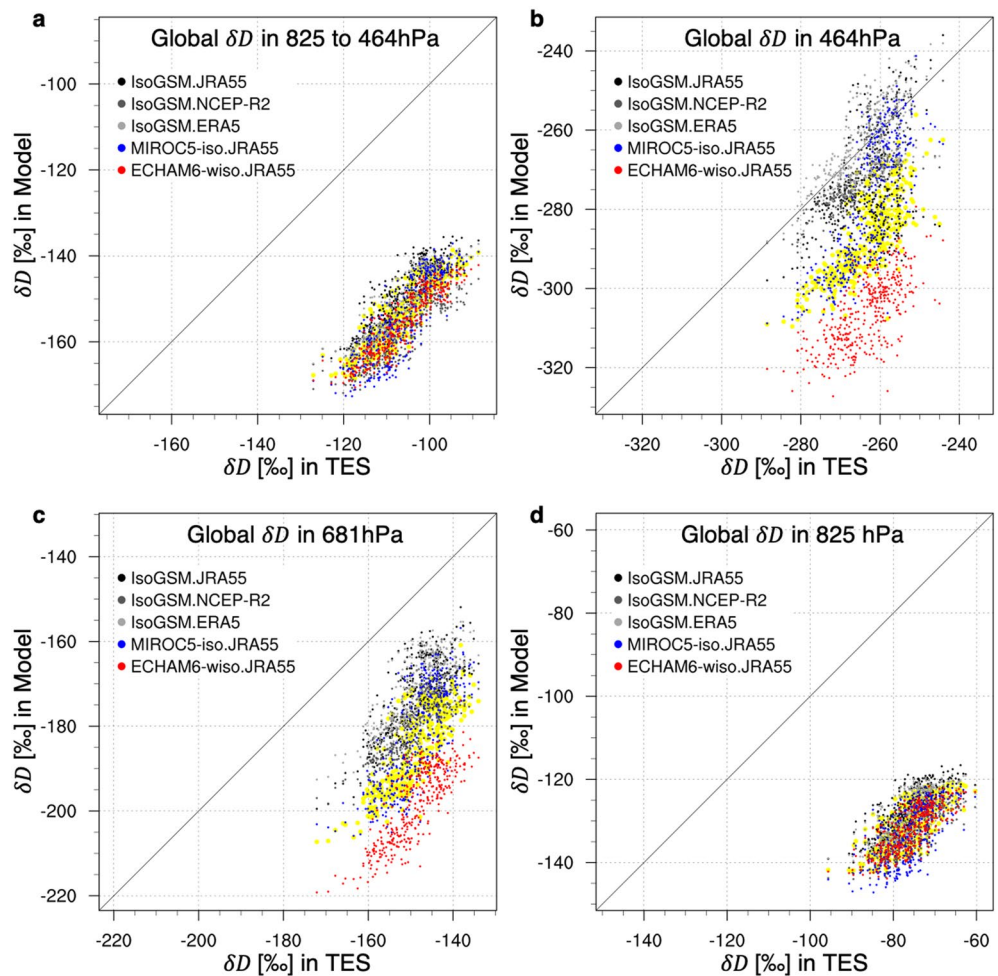 a
Global δD in 825 to 464hPa
IsoGSM.JRA55
IsoGSM.NCEP-R2
IsoGSM.ERA5
MIROC5-iso.JRA55
ECHAM6-wiso.JRA55
-100
-120
-140
-160
δD [‰] in Model
-160 -140 -120 -100
δD [‰] in TES
b
Global δD in 464hPa
IsoGSM.JRA55
IsoGSM.NCEP-R2
IsoGSM.ERA5
MIROC5-iso.JRA55
ECHAM6-wiso.JRA55
-240
-260
-280
-300
-320
δD [‰] in Model
-320 -300 -280 -260 -240
δD [‰] in TES
c
Global δD in 681hPa
IsoGSM.JRA55
IsoGSM.NCEP-R2
IsoGSM.ERA5
MIROC5-iso.JRA55
ECHAM6-wiso.JRA55
-140
-160
-180
-200
-220
δD [‰] in Model
-220 -200 -180 -160 -140
δD [‰] in TES
d
Global δD in 825 hPa
IsoGSM.JRA55
IsoGSM.NCEP-R2
IsoGSM.ERA5
MIROC5-iso.JRA55
ECHAM6-wiso.JRA55
-60
-80
-100
-120
-140
δD [‰] in Model
-140 -120 -100 -80 -60
δD [‰] in TES